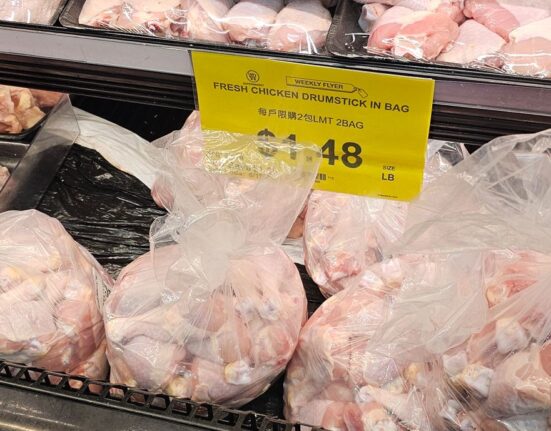 WEEKLY FLYER
FRESH CHICKEN DRUMSTICK IN BAG
每戶限購2包LMT 2BAG
$1.48
SIZE
LB